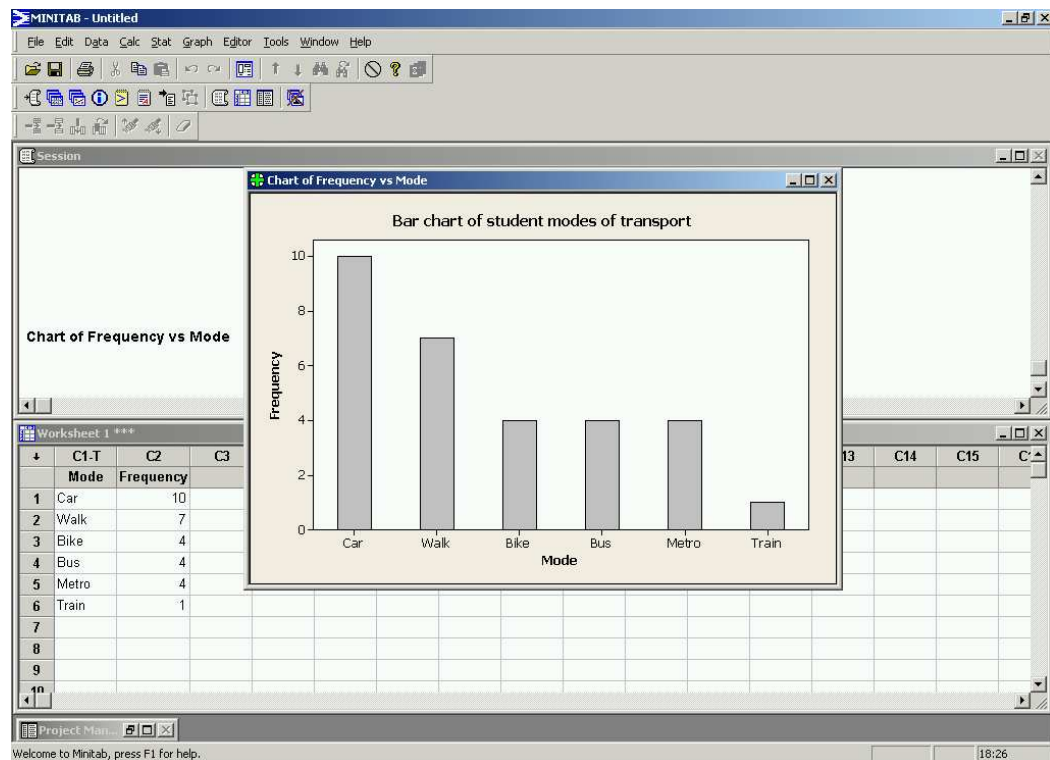 MINITAB - Untitled
File Edit Data Calc Stat Graph Editor Tools Window Help
Session
Chart of Frequency vs Mode
Chart of Frequency vs Mode
Bar chart of student modes of transport
10
8
6
4
2
0
Frequency
Car Walk Bike Bus Metro Train
Mode
Worksheet 1 ***
C1-T C2 C3 13 C14 C15 C
Mode Frequency
1 Car 10
2 Walk 7
3 Bike 4
4 Bus 4
5 Metro 4
6 Train 1
7
8
9
10
Project Man...
Welcome to Minitab, press F1 for help.
18:26